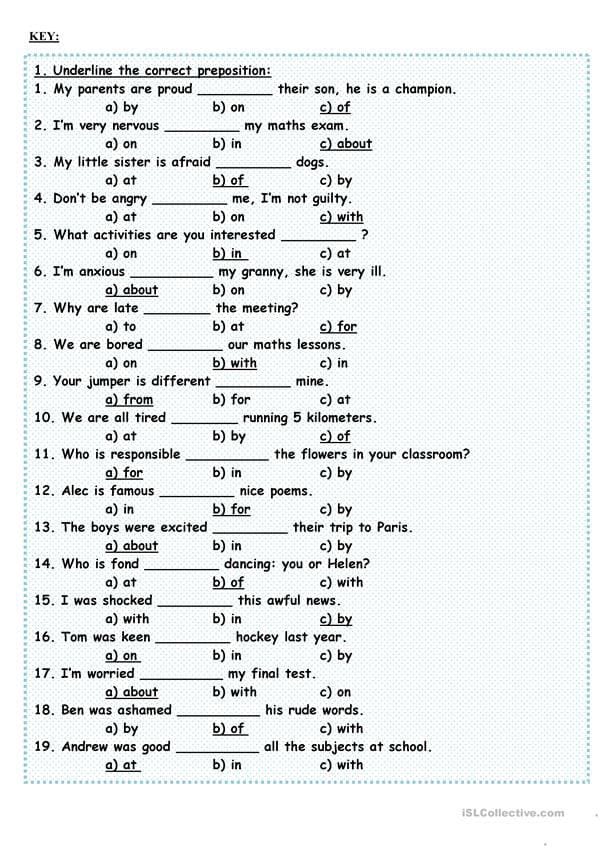 KEY:
1. Underline the correct preposition:
1. My parents are proud _________ their son, he is a champion.
a) by b) on c) of
2. I’m very nervous _________ my maths exam.
a) on b) in c) about
3. My little sister is afraid _________ dogs.
a) at b) of c) by
4. Don’t be angry _________ me, I’m not guilty.
a) at b) on c) with
5. What activities are you interested _________ ?
a) on b) in c) at
6. I’m anxious __________ my granny, she is very ill.
a) about b) on c) by
7. Why are late ________ the meeting?
a) to b) at c) for
8. We are bored _________ our maths lessons.
a) on b) with c) in
9. Your jumper is different _________ mine.
a) from b) for c) at
10. We are all tired ________ running 5 kilometers.
a) at b) by c) of
11. Who is responsible __________ the flowers in your classroom?
a) for b) in c) by
12. Alec is famous _________ nice poems.
a) in b) for c) by
13. The boys were excited _________ their trip to Paris.
a) about b) in c) by
14. Who is fond _________ dancing: you or Helen?
a) at b) of c) with
15. I was shocked _________ this awful news.
a) with b) in c) by
16. Tom was keen _________ hockey last year.
a) on b) in c) by
17. I’m worried __________ my final test.
a) about b) with c) on
18. Ben was ashamed __________ his rude words.
a) by b) of c) with
19. Andrew was good __________ all the subjects at school.
a) at b) in c) with
iSLCollective.com